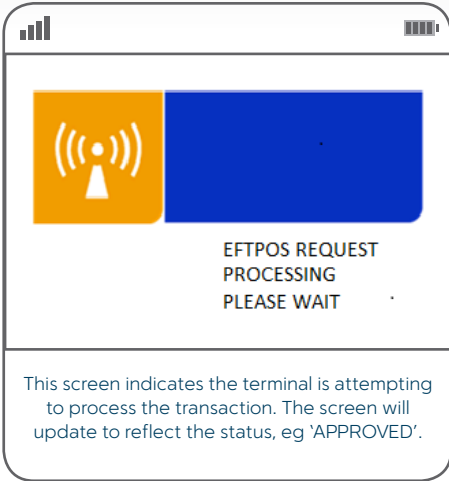 EFTPOS REQUEST
PROCESSING
PLEASE WAIT
This screen indicates the terminal is attempting
to process the transaction. The screen will
update to reflect the status, eg ‘APPROVED’.